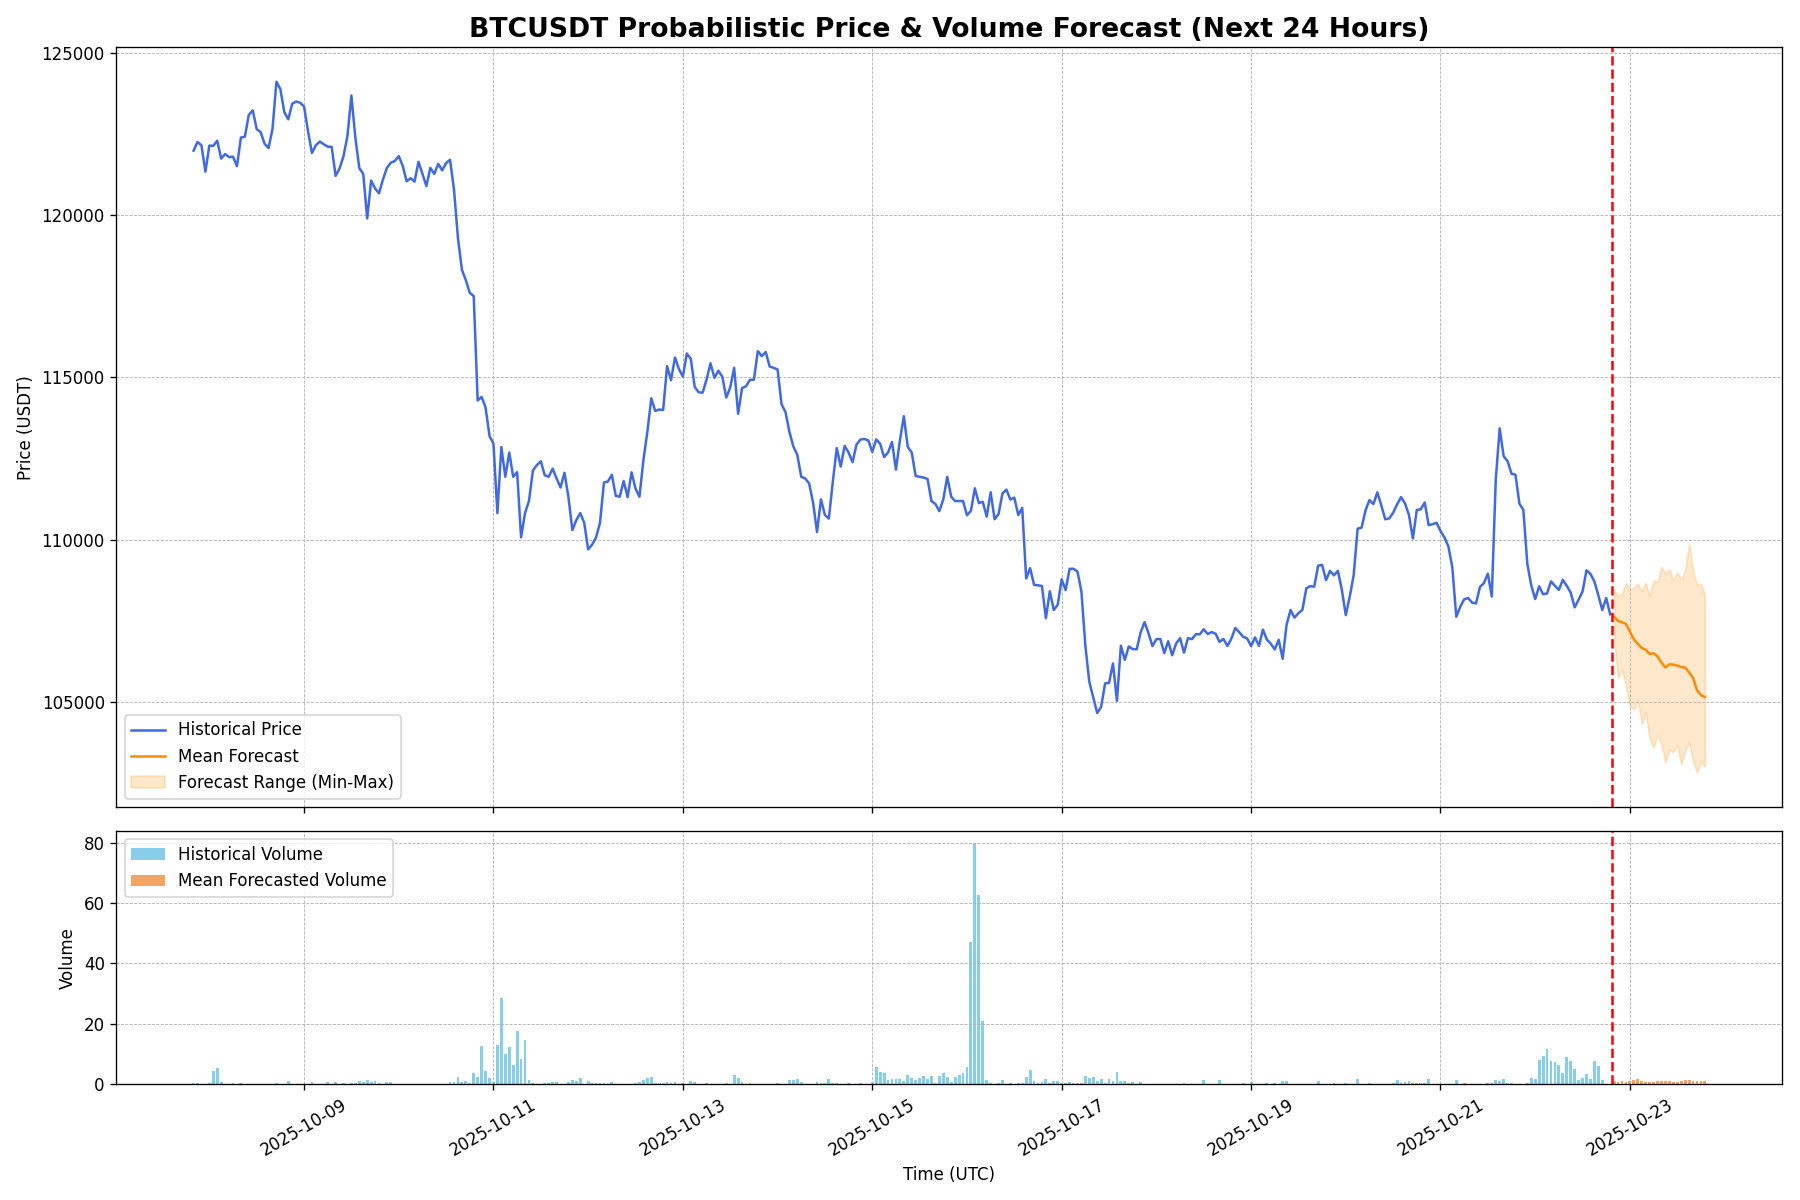 BTCUSDT Probabilistic Price & Volume Forecast (Next 24 Hours)
125000
120000
115000
110000
105000
Price (USDT)
Historical Price
Mean Forecast
Forecast Range (Min-Max)
80
60
40
20
0
Volume
Historical Volume
Mean Forecasted Volume
2025-10-09
2025-10-11
2025-10-13
2025-10-15
2025-10-17
2025-10-19
2025-10-21
2025-10-23
Time (UTC)